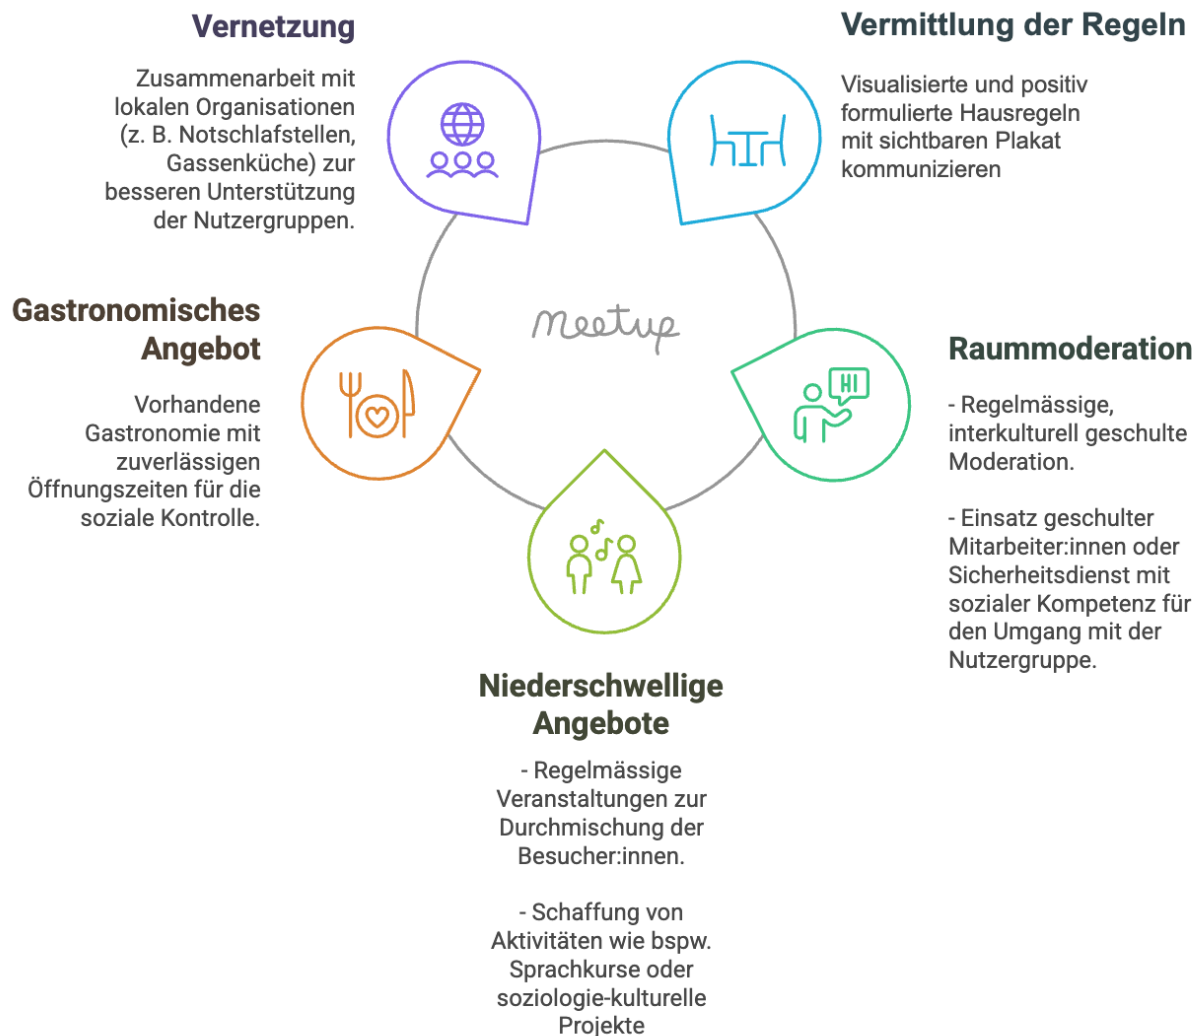 Vernetzung
Zusammenarbeit mit
lokalen Organisationen
(z. B. Notschlafstellen,
Gassenküche) zur
besseren Unterstützung
der Nutzergruppen.
Vermittlung der Regeln
Visualisierte und positiv
formulierte Hausregeln
mit sichtbaren Plakat
kommunizieren
meetup
Gastronomisches
Angebot
Vorhandene
Gastronomie mit
zuverlässigen
Öffnungszeiten für die
soziale Kontrolle.
HI
Raummoderation
- Regelmässige,
interkulturell geschulte
Moderation.
- Einsatz geschulter
Mitarbeiter:innen oder
Sicherheitsdienst mit
sozialer Kompetenz für
den Umgang mit der
Nutzergruppe.
Niederschwellige
Angebote
- Regelmässige
Veranstaltungen zur
Durchmischung der
Besucher:innen.
- Schaffung von
Aktivitäten wie bspw.
Sprachkurse oder
soziologie-kulturelle
Projekte